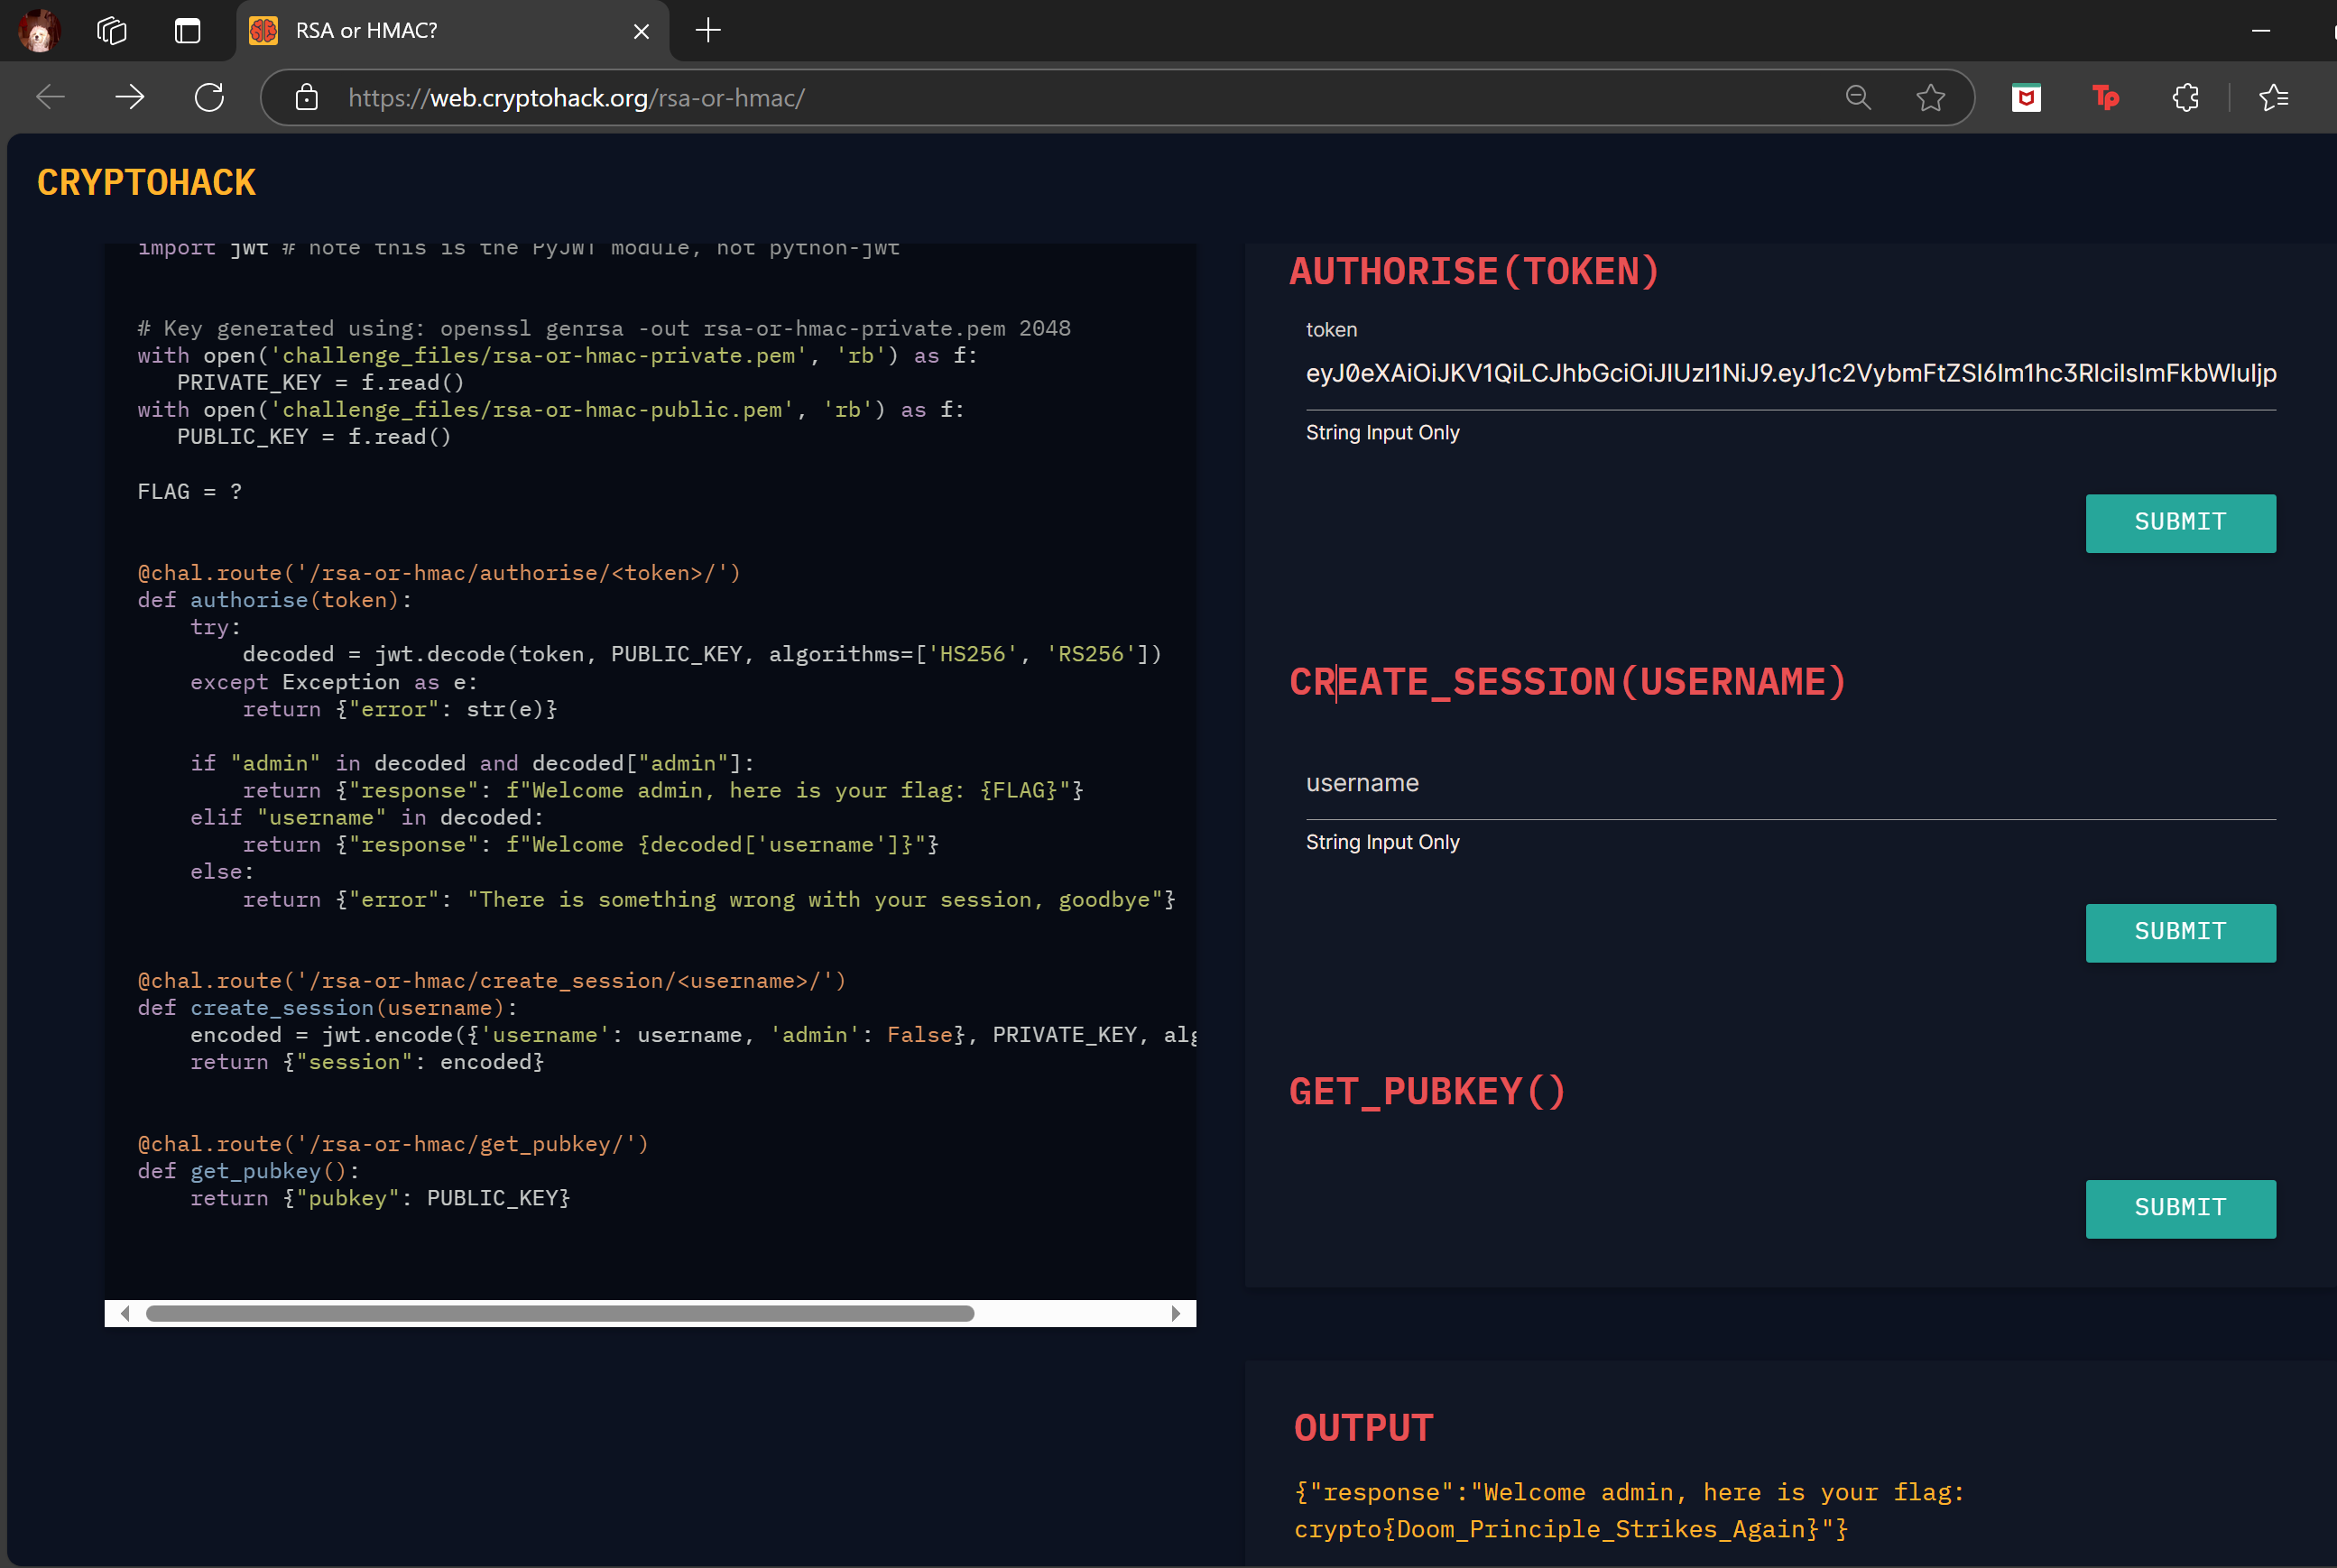 RSA or HMAC?
https://web.cryptohack.org/rsa-or-hmac/
Tp
CRYPTOHACK
import jwt # note this is the PyJWT module, not python-jwt
# Key generated using: openssl genrsa -out rsa-or-hmac-private.pem 2048
with open('challenge_files/rsa-or-hmac-private.pem', 'rb') as f:
PRIVATE_KEY = f.read()
with open('challenge_files/rsa-or-hmac-public.pem', 'rb') as f:
PUBLIC_KEY = f.read()
FLAG = ?
@chal.route('/rsa-or-hmac/authorise/<token>/')
def authorise(token):
try:
decoded = jwt.decode(token, PUBLIC_KEY, algorithms=['HS256', 'RS256'])
except Exception as e:
return {"error": str(e)}
if "admin" in decoded and decoded["admin"]:
return {"response": f"Welcome admin, here is your flag: {FLAG}"}
elif "username" in decoded:
return {"response": f"Welcome {decoded['username']}"}
else:
return {"error": "There is something wrong with your session, goodbye"}
@chal.route('/rsa-or-hmac/create_session/<username>/')
def create_session(username):
encoded = jwt.encode({'username': username, 'admin': False}, PRIVATE_KEY, alg
return {"session": encoded}
@chal.route('/rsa-or-hmac/get_pubkey/')
def get_pubkey():
return {"pubkey": PUBLIC_KEY}
AUTHORISE(TOKEN)
token
eyJ0eXAiOiJKV1QiLCJhbGciOiJIUzI1NiJ9.eyJ1c2VybmFtZSI6Im1hc3RlciIsImFkbWluIjp
String Input Only
SUBMIT
CREATE_SESSION(USERNAME)
username
String Input Only
SUBMIT
GET_PUBKEY()
SUBMIT
OUTPUT
{"response":"Welcome admin, here is your flag:
crypto{Doom_Principle_Strikes_Again}"}